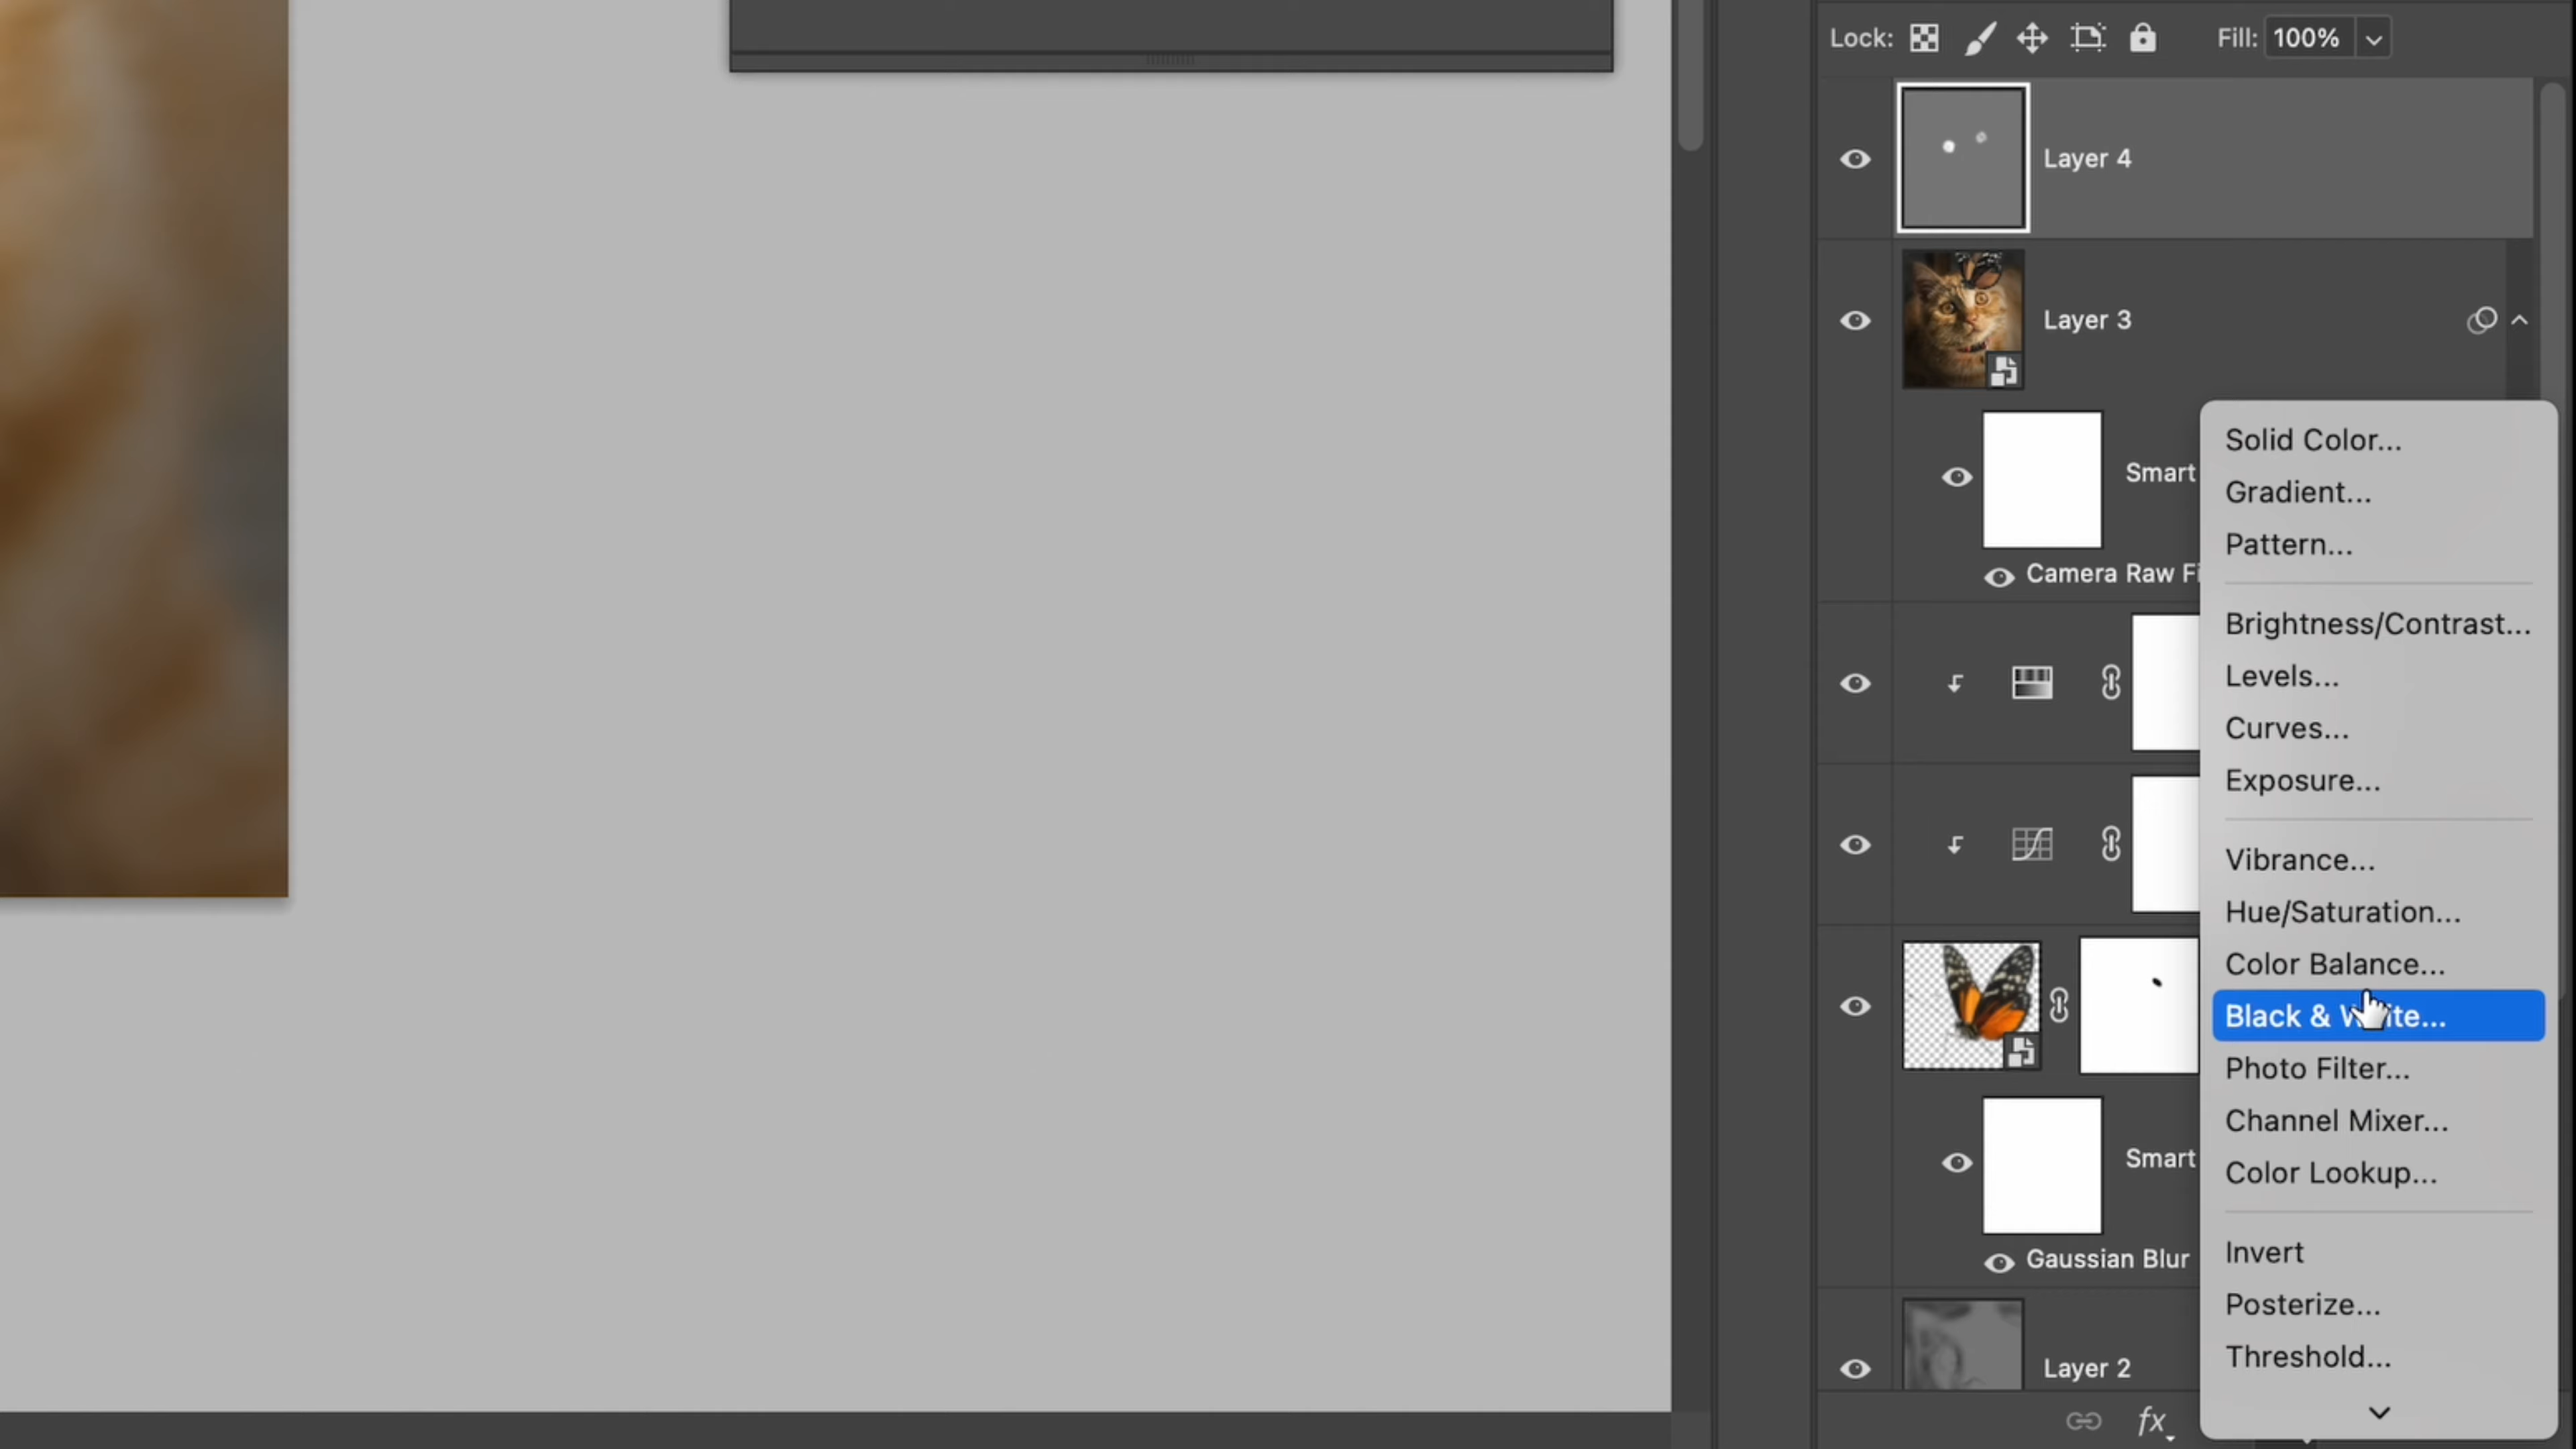 Lock:
Fill: 100%
Layer 4
Layer 3
Smart
Camera Raw Fi
Gaussian Blur
Smart
Layer 2
fx
Solid Color...
Gradient...
Pattern...
Brightness/Contrast...
Levels...
Curves...
Exposure...
Vibrance...
Hue/Saturation...
Color Balance...
Black & White...
Photo Filter...
Channel Mixer...
Color Lookup...
Invert
Posterize...
Threshold...